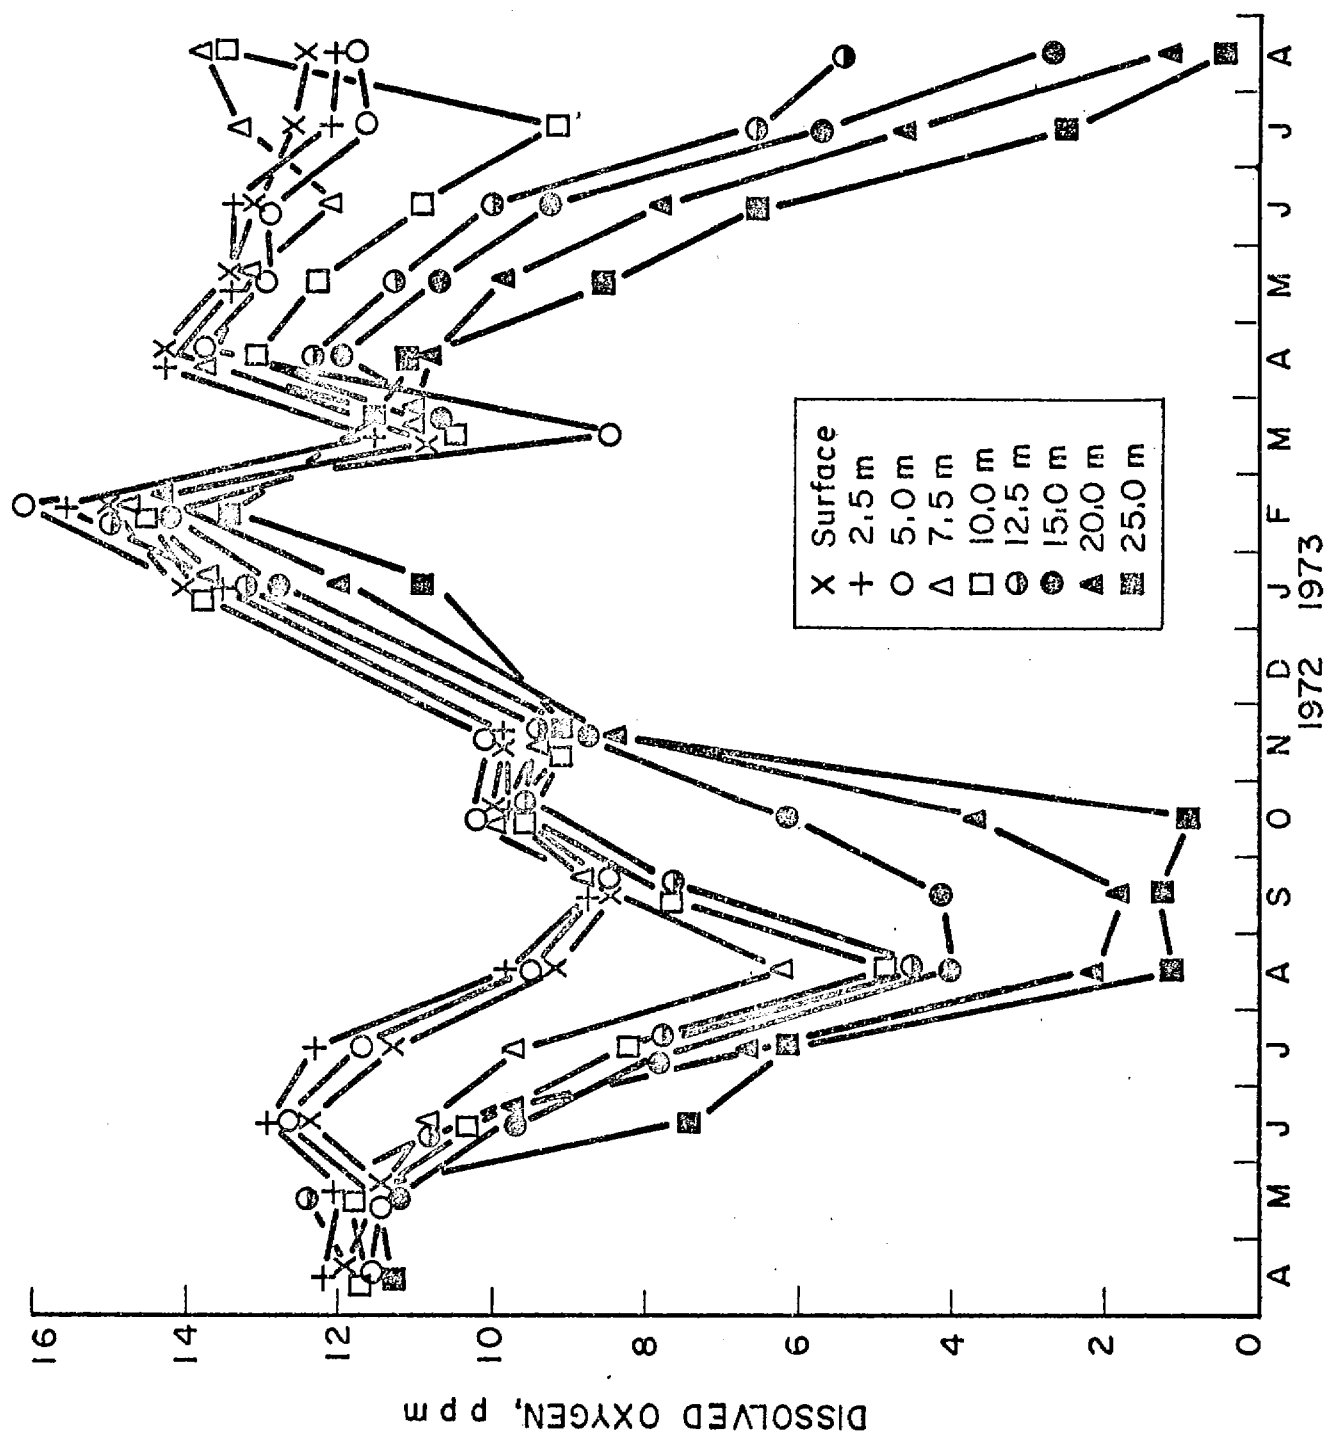 DISSOLVED OXYGEN, ppm
16
14
12
10
8
6
4
2
0
A M J J A S O N D J F M A M J J A
1972 1973
X Surface
+ 2.5 m
○ 5.0 m
△ 7.5 m
□ 10.0 m
◐ 12.5 m
● 15.0 m
▲ 20.0 m
■ 25.0 m